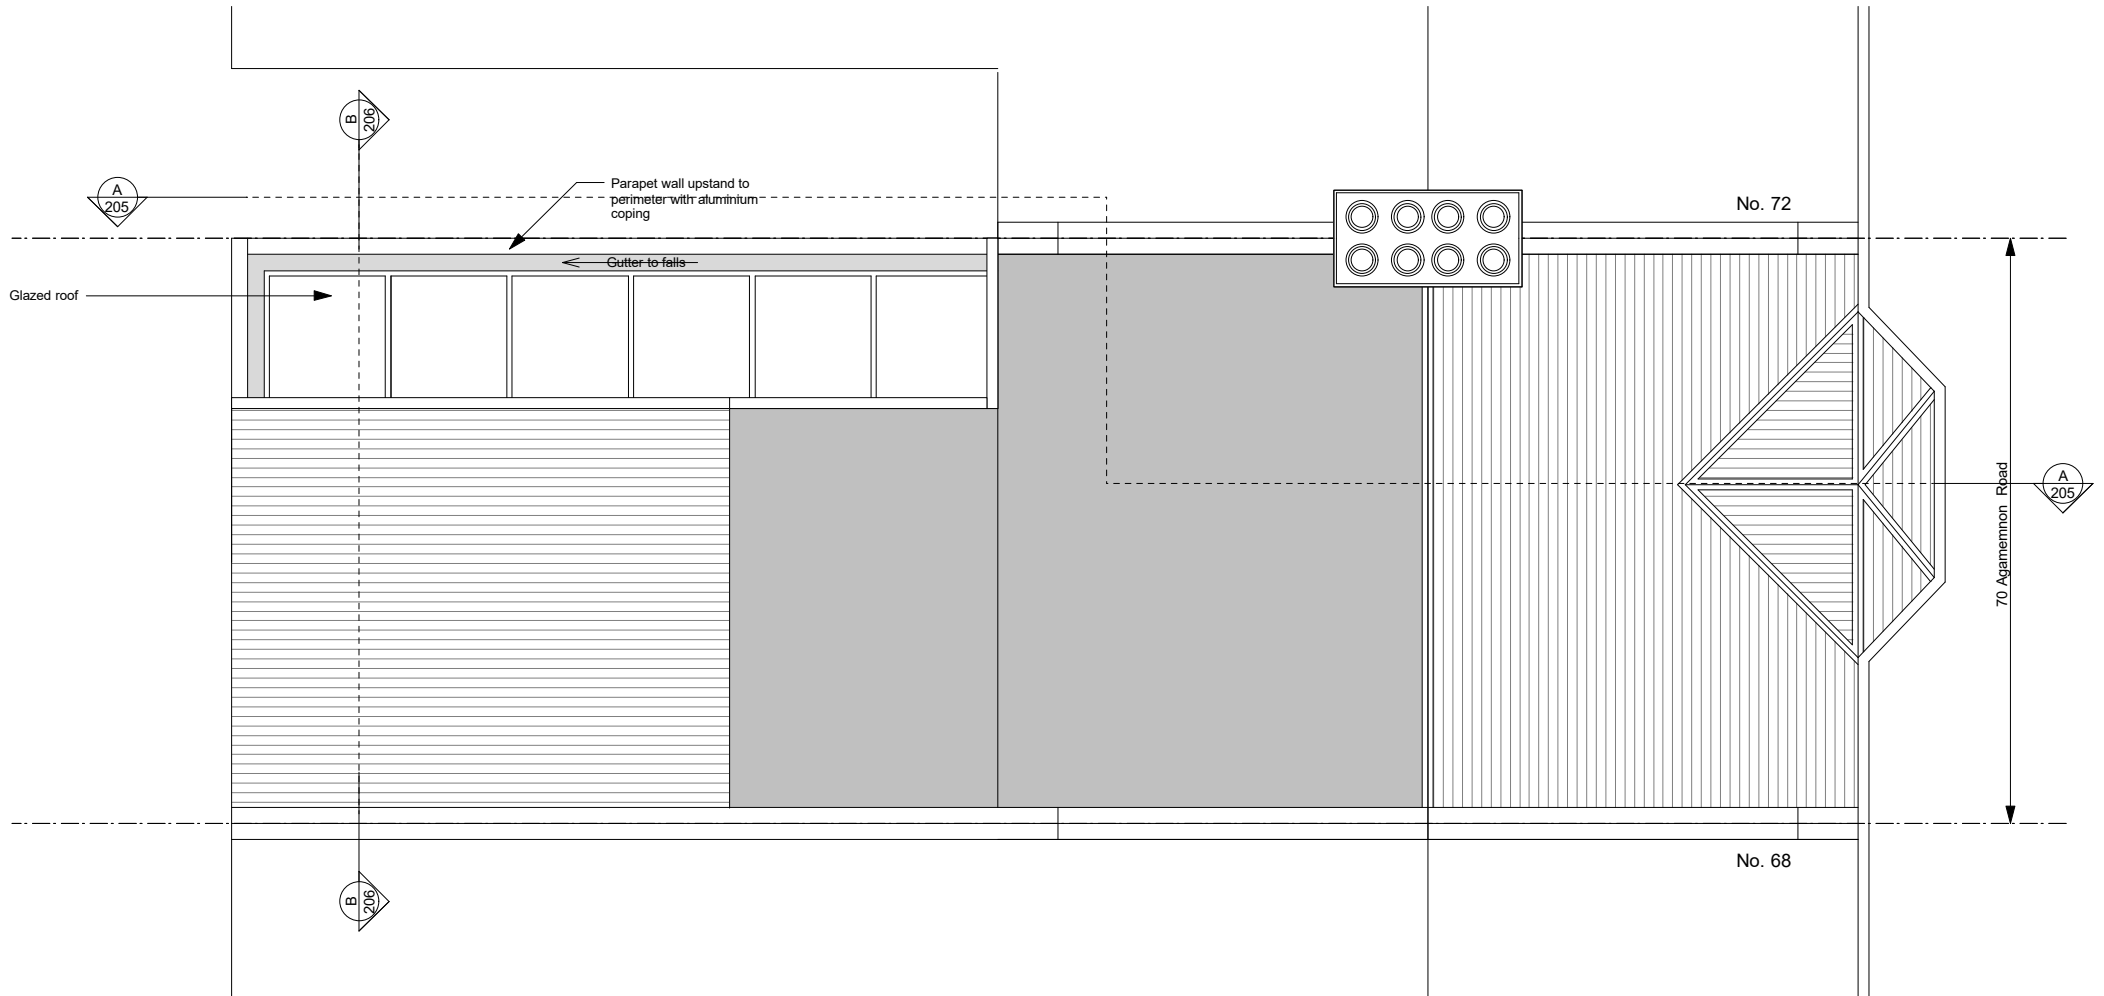 B
206
A
205
Parapet wall upstand to
perimeter with aluminium
coping
No. 72
Gutter to falls
Glazed roof
70 Agamemnon Road
A
205
No. 68
B
206